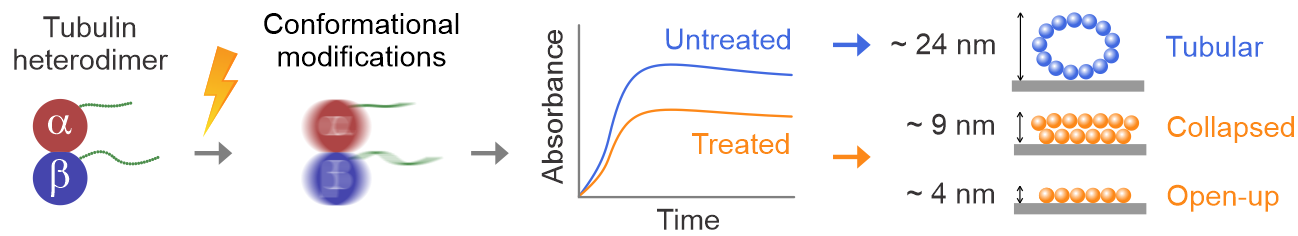 Tubulin
heterodimer
α
β
Conformational
modifications
α
β
Absorbance
Untreated
Treated
Time
~ 24 nm
Tubular
~ 9 nm
Collapsed
~ 4 nm
Open-up